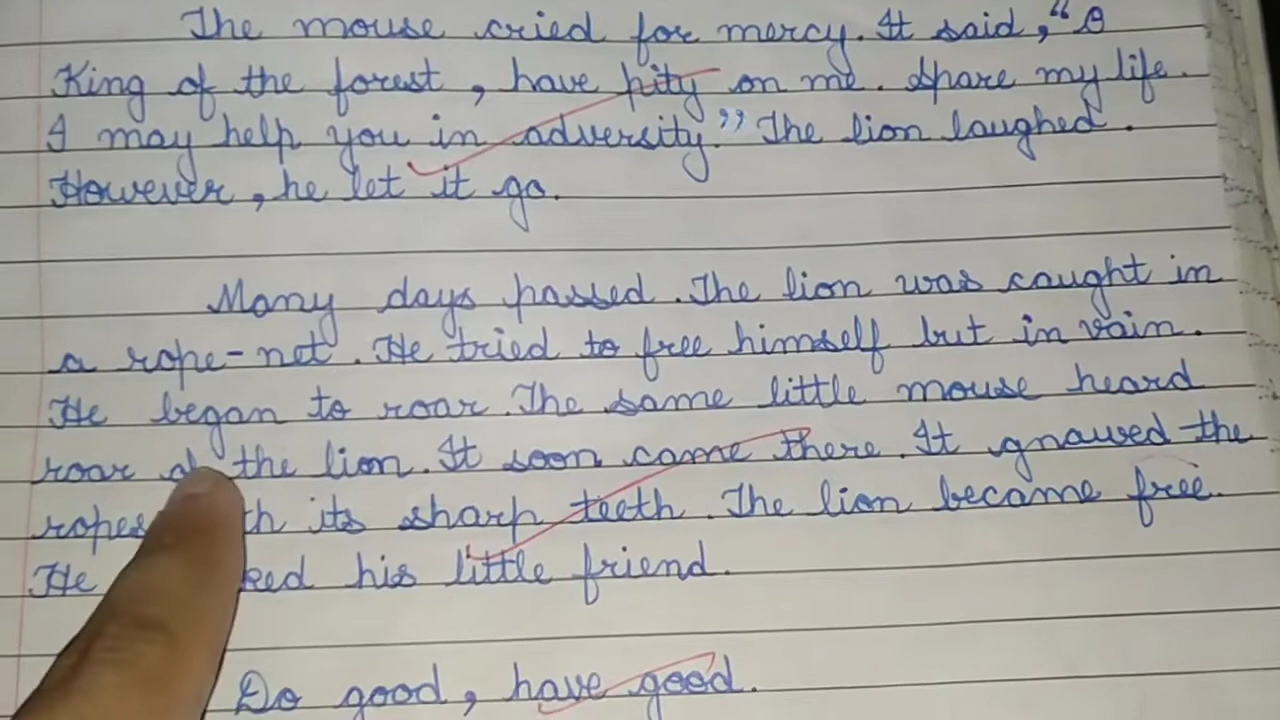 The mouse cried for mercy. It said, "O
King of the forest, have pity on me. Spare my life.
I may help you in adversity." The lion laughed.
However, he let it go.
Many days passed. The lion was caught in
a rope-net. He tried to free himself but in vain.
He began to roar. The same little mouse heard
roar of the lion. It soon came there. It gnawed the
ropes its sharp teeth. The lion became free.
He his little friend.
Do good, have good.